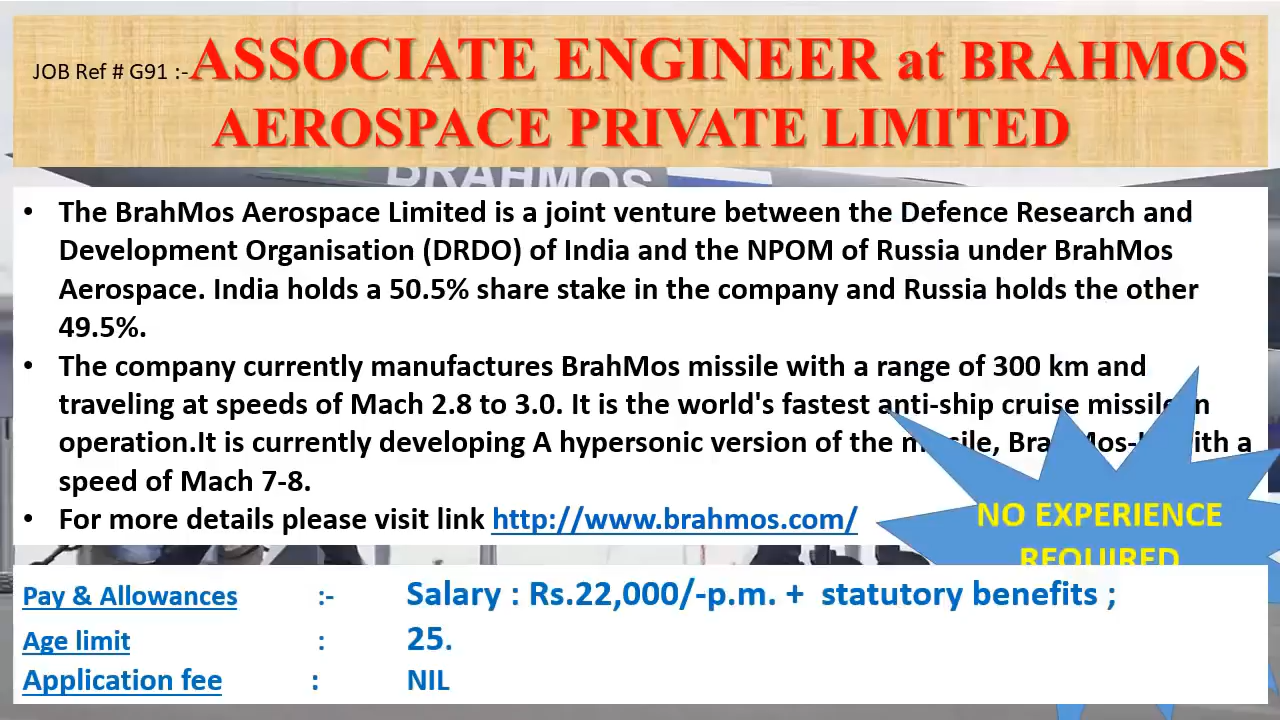 JOB Ref # G91 :-ASSOCIATE ENGINEER at BRAHMOS
AEROSPACE PRIVATE LIMITED
BRAHMOS
• The BrahMos Aerospace Limited is a joint venture between the Defence Research and
Development Organisation (DRDO) of India and the NPOM of Russia under BrahMos
Aerospace. India holds a 50.5% share stake in the company and Russia holds the other
49.5%.
• The company currently manufactures BrahMos missile with a range of 300 km and
traveling at speeds of Mach 2.8 to 3.0. It is the world's fastest anti-ship cruise missile in
operation.It is currently developing A hypersonic version of the missile, with a
speed of Mach 7-8.
• For more details please visit link http://www.brahmos.com/
NO EXPERIENCE
REQUIRED
Pay & Allowances :- Salary : Rs.22,000/-p.m. + statutory benefits ;
Age limit : 25.
Application fee : NIL